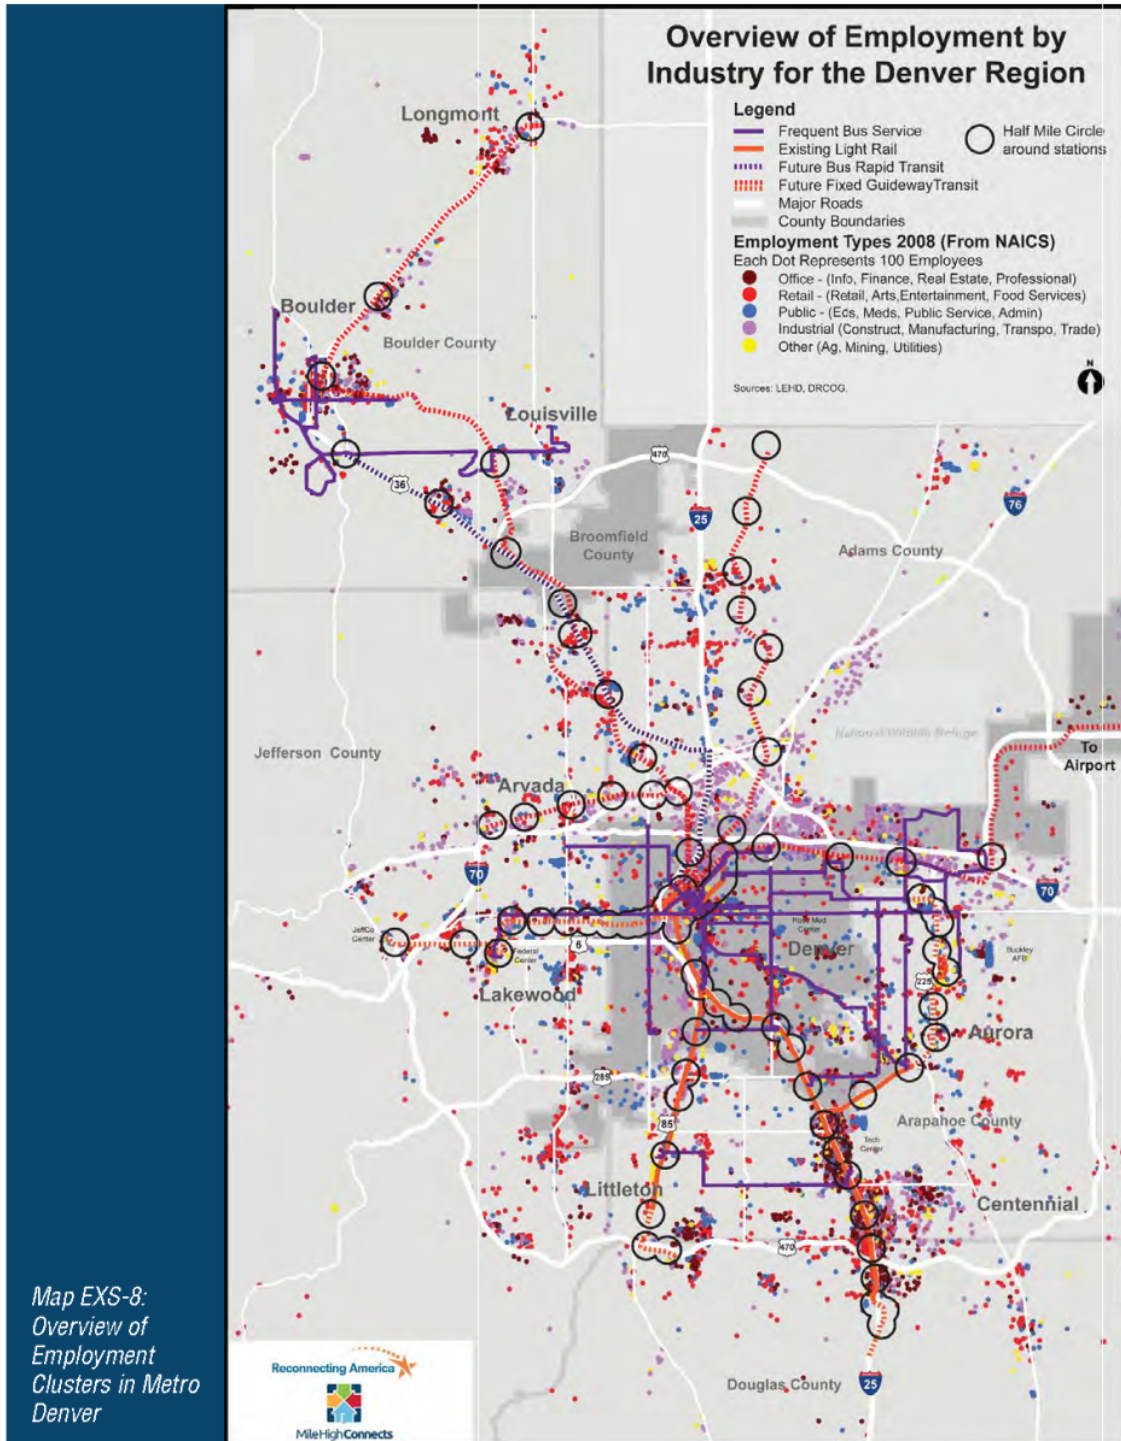 Overview of Employment by
Industry for the Denver Region
Legend
Frequent Bus Service
Existing Light Rail
Future Bus Rapid Transit
Future Fixed GuidewayTransit
Major Roads
County Boundaries
Half Mile Circle
around stations
Employment Types 2008 (From NAICS)
Each Dot Represents 100 Employees
Office - (Info, Finance, Real Estate, Professional)
Retail - (Retail, Arts,Entertainment, Food Services)
Public - (Eds, Meds, Public Service, Admin)
Industrial (Construct, Manufacturing, Transpo, Trade)
Other (Ag, Mining, Utilities)
Sources: LEHD, DRCOG.
N
Longmont
Boulder
Boulder County
Louisville
470
36
25
76
Broomfield
County
Adams County
National Wildlife Refuge
Jefferson County
To
Airport
Arvada
70
70
JeffCo
Center
Federal
Center
6
Rose Med
Center
Denver
Buckley
AFB
225
Lakewood
Aurora
285
85
Arapahoe County
Tech
Center
Littleton
Centennial
470
Douglas County
25
Map EXS-8:
Overview of
Employment
Clusters in Metro
Denver
Reconnecting America
MileHighConnects